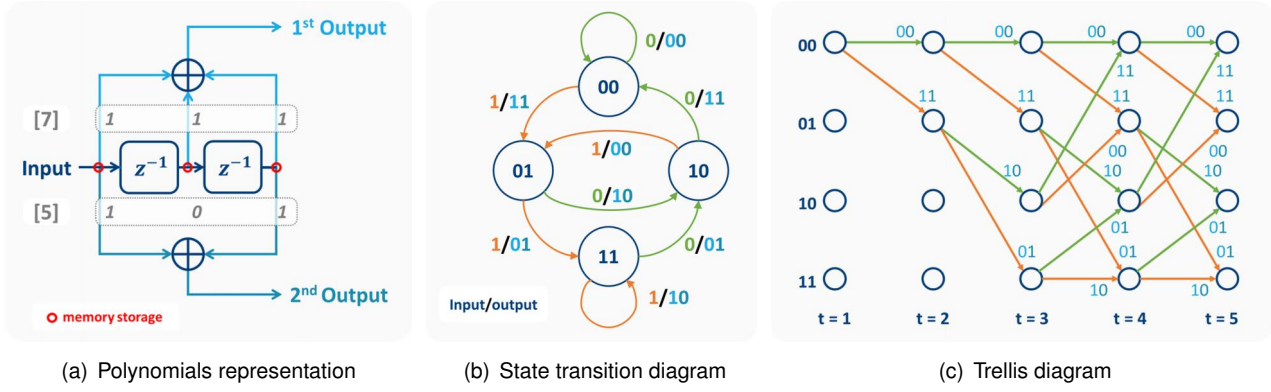 1st Output
[7]
1 1 1
Input
z⁻¹ z⁻¹
[5]
1 0 1
2nd Output
memory storage
(a) Polynomials representation
0/00
00
1/11
0/11
1/00
01
10
0/10
1/01
11
0/01
Input/output
1/10
(b) State transition diagram
00 00 00 00 00
11 11
11 11 11 11
01
00 00
10 10 10
10
01 01
01 01 01
11
10 10
t = 1 t = 2 t = 3 t = 4 t = 5
(c) Trellis diagram